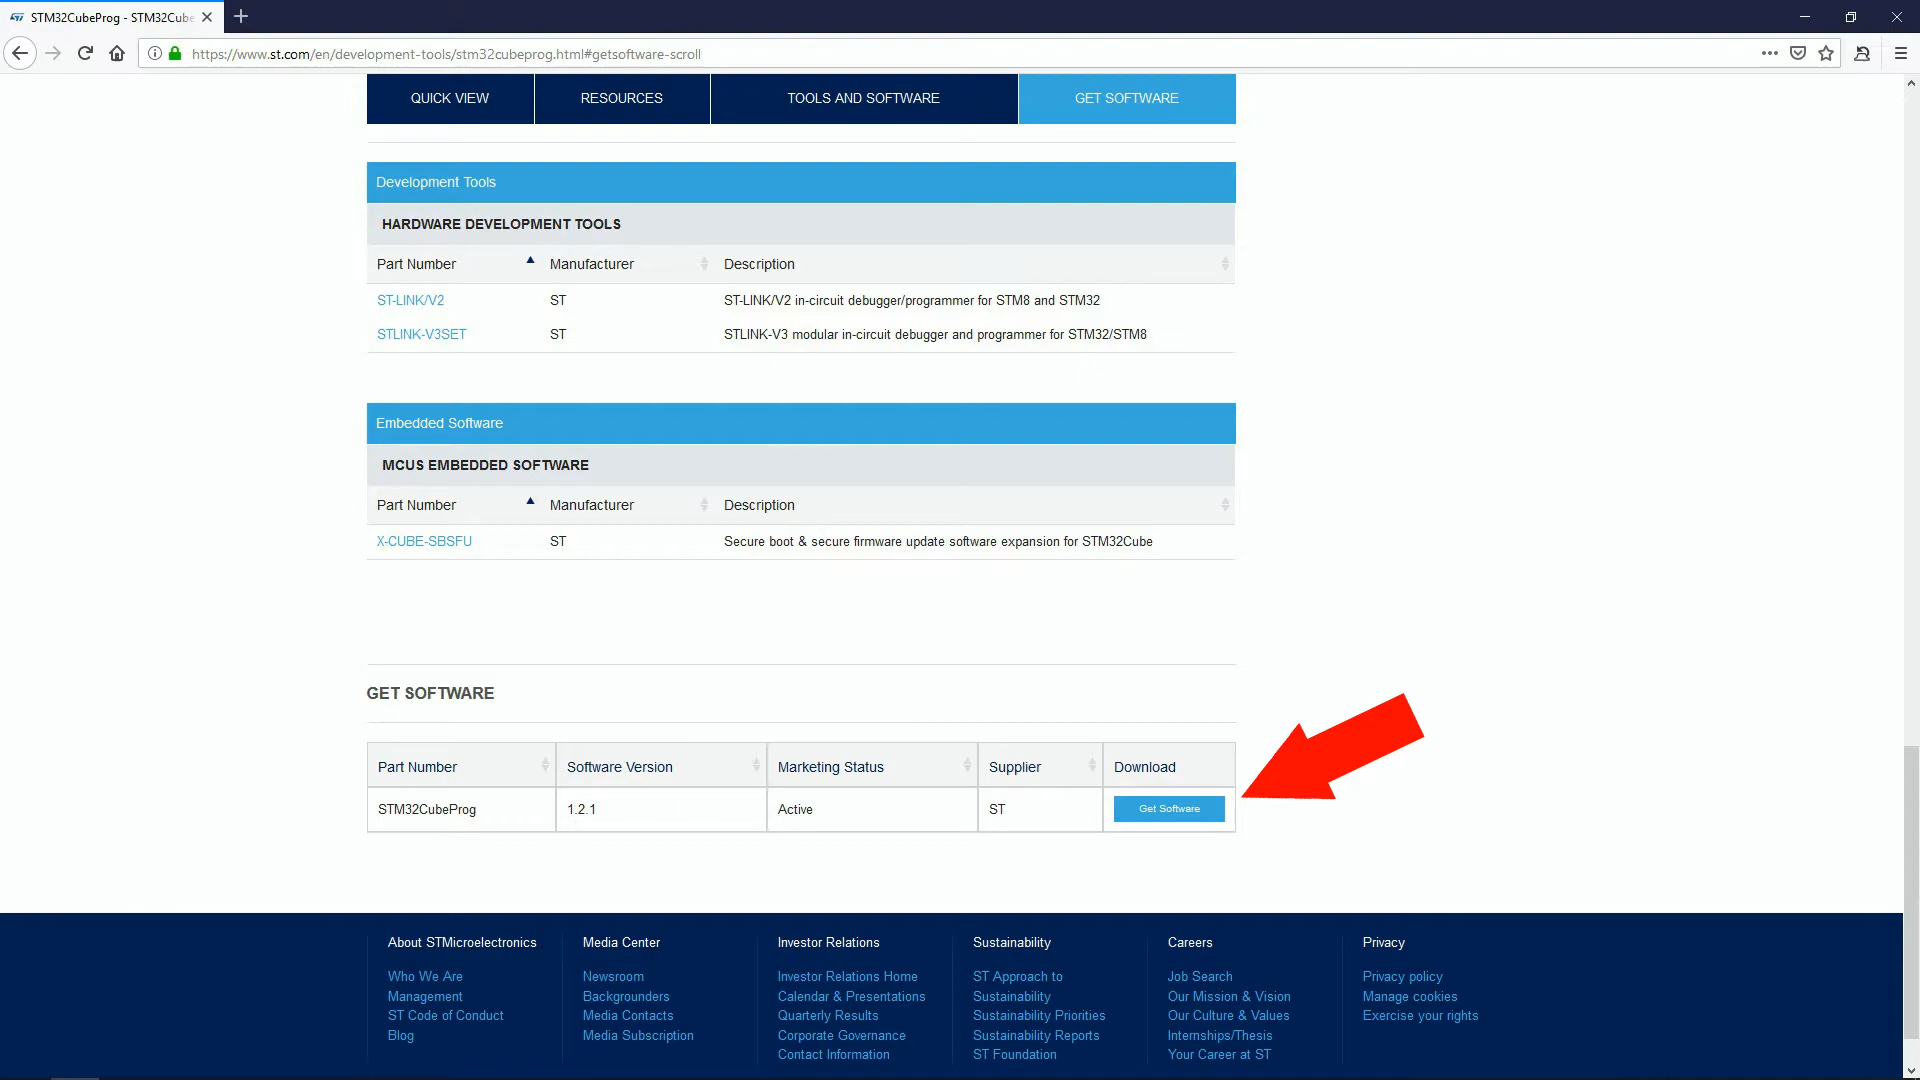 STM32CubeProg - STM32Cube
https://www.st.com/en/development-tools/stm32cubeprog.html#getsoftware-scroll
QUICK VIEW RESOURCES TOOLS AND SOFTWARE GET SOFTWARE
Development Tools
HARDWARE DEVELOPMENT TOOLS
Part Number Manufacturer Description
ST-LINK/V2 ST ST-LINK/V2 in-circuit debugger/programmer for STM8 and STM32
STLINK-V3SET ST STLINK-V3 modular in-circuit debugger and programmer for STM32/STM8
Embedded Software
MCUS EMBEDDED SOFTWARE
Part Number Manufacturer Description
X-CUBE-SBSFU ST Secure boot & secure firmware update software expansion for STM32Cube
GET SOFTWARE
Part Number Software Version Marketing Status Supplier Download
STM32CubeProg 1.2.1 Active ST Get Software
About STMicroelectronics Media Center Investor Relations Sustainability Careers Privacy
Who We Are Newsroom Investor Relations Home ST Approach to Job Search Privacy policy
Management Backgrounders Calendar & Presentations Sustainability Our Mission & Vision Manage cookies
ST Code of Conduct Media Contacts Quarterly Results Sustainability Priorities Our Culture & Values Exercise your rights
Blog Media Subscription Corporate Governance Sustainability Reports Internships/Thesis
Contact Information ST Foundation Your Career at ST